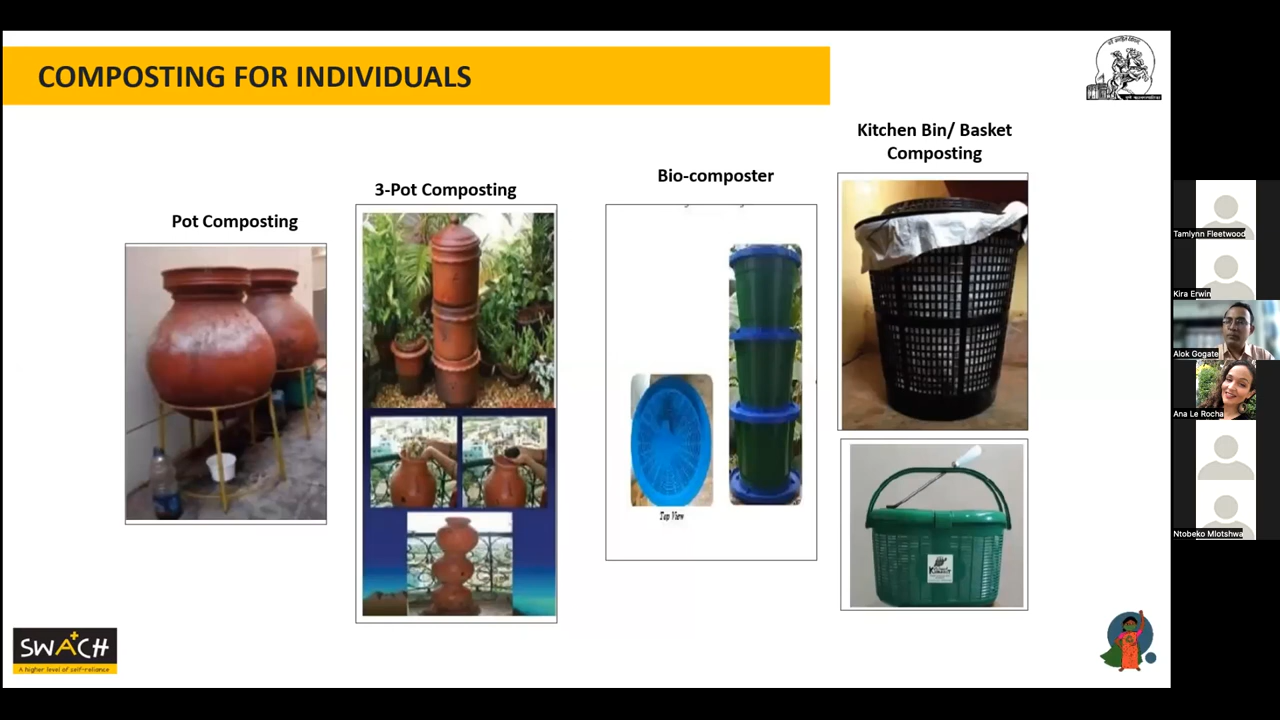 COMPOSTING FOR INDIVIDUALS
Kitchen Bin/ Basket
Composting
Bio-composter
3-Pot Composting
Pot Composting
Top View
SWACH
A higher level of self-reliance
Tamlynn Fleetwood
Kira Erwin
Alok Gogate
Ana Le Rocha
Ntobeko Mlotshwa